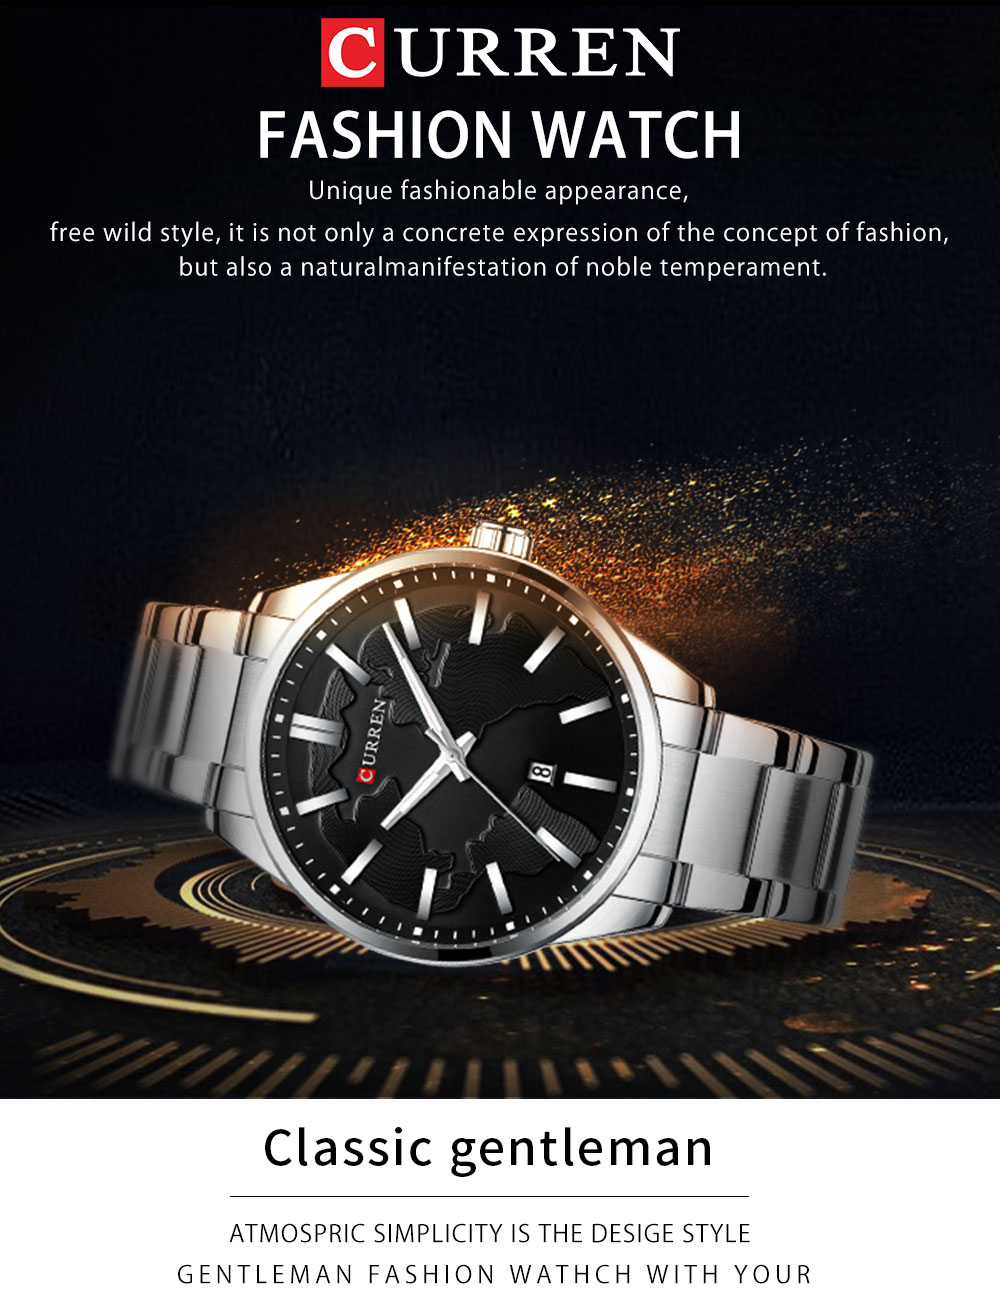 CURREN
FASHION WATCH
Unique fashionable appearance,
free wild style, it is not only a concrete expression of the concept of fashion,
but also a naturalmanifestation of noble temperament.
CURREN
8
Classic gentleman
ATMOSPRIC SIMPLICITY IS THE DESIGE STYLE
GENTLEMAN FASHION WATHCH WITH YOUR